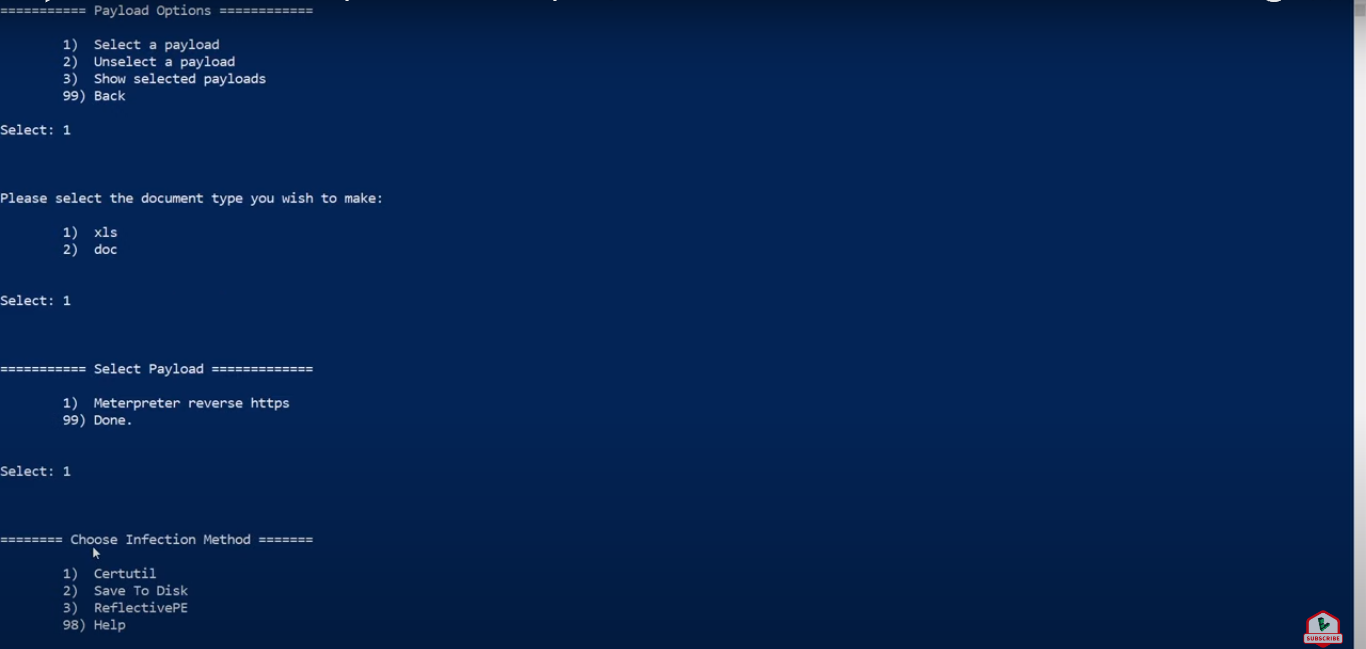 =========== Payload Options ============
1) Select a payload
2) Unselect a payload
3) Show selected payloads
99) Back
Select: 1
Please select the document type you wish to make:
1) xls
2) doc
Select: 1
=========== Select Payload =============
1) Meterpreter reverse https
99) Done.
Select: 1
======== Choose Infection Method =======
1) Certutil
2) Save To Disk
3) ReflectivePE
98) Help
SUBSCRIBE